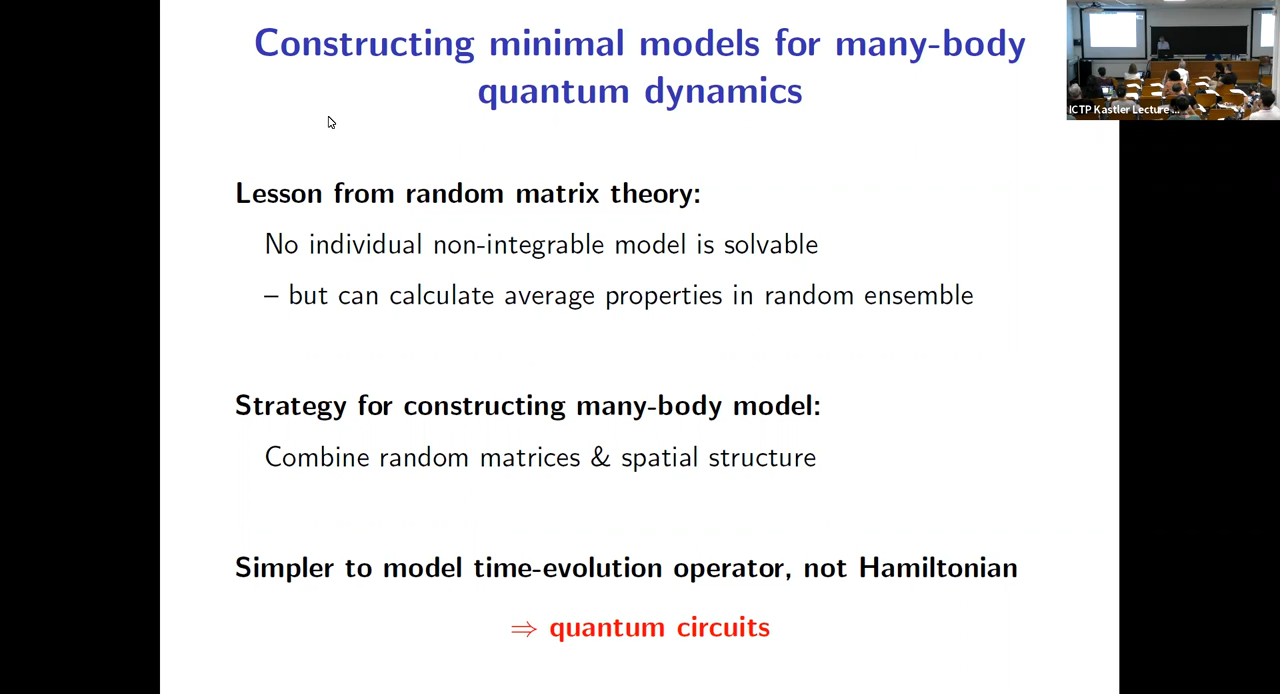 Constructing minimal models for many-body
quantum dynamics
ICTP Kastler Lecture ...
Lesson from random matrix theory:
No individual non-integrable model is solvable
– but can calculate average properties in random ensemble
Strategy for constructing many-body model:
Combine random matrices & spatial structure
Simpler to model time-evolution operator, not Hamiltonian
⇒ quantum circuits